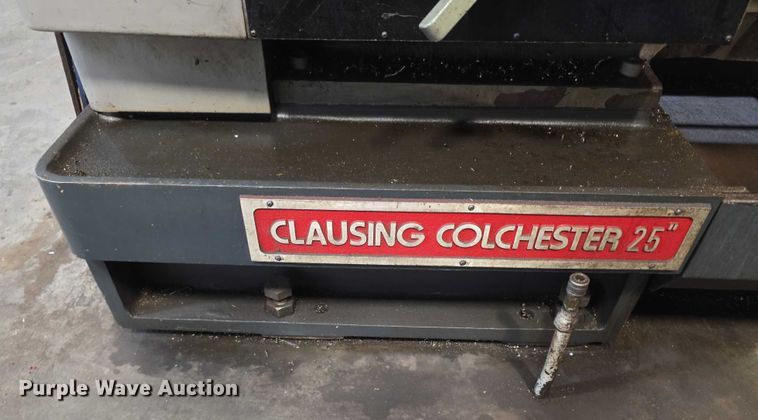 CLAUSING COLCHESTER 25"
Purple Wave Auction